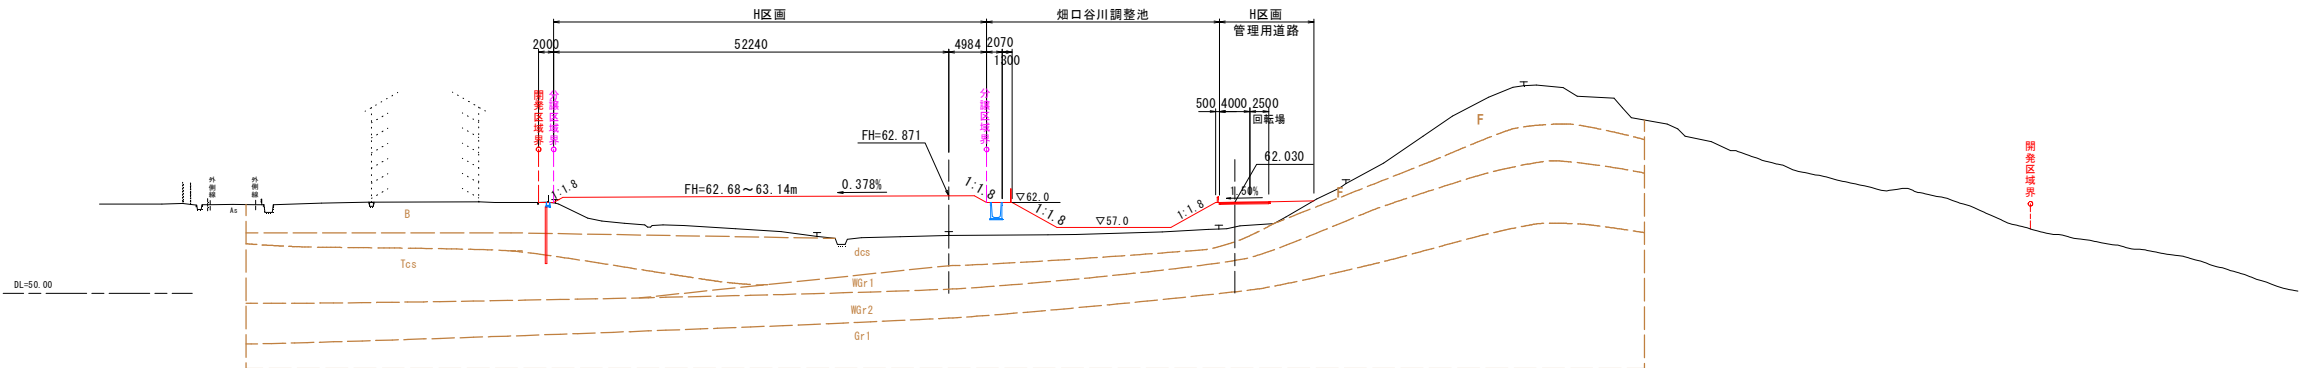 H区画
畑口谷川調整池
H区画
管理用道路
2000
52240
4984
2070
1300
500
4000
2500
回転場
開発区域界
分譲区域界
分譲区域界
FH=62.871
62.030
F
開発区域界
外側線
外側線
As
1:1.8
FH=62.68～63.14m
0.378%
1:1.8
▽62.0
1:1.8
▽57.0
1:1.8
1.50%
F
B
dcs
Tcs
WGr1
DL=50.00
WGr2
Gr1